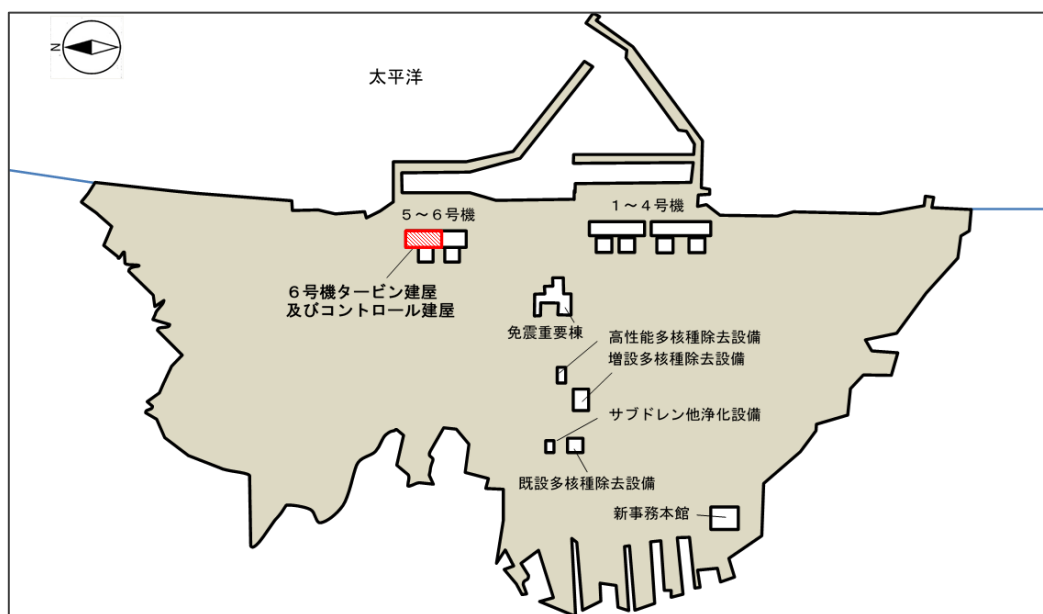 N
太平洋
5～6号機
1～4号機
6号機タービン建屋
及びコントロール建屋
免震重要棟
高性能多核種除去設備
増設多核種除去設備
サブドレン他浄化設備
既設多核種除去設備
新事務本館